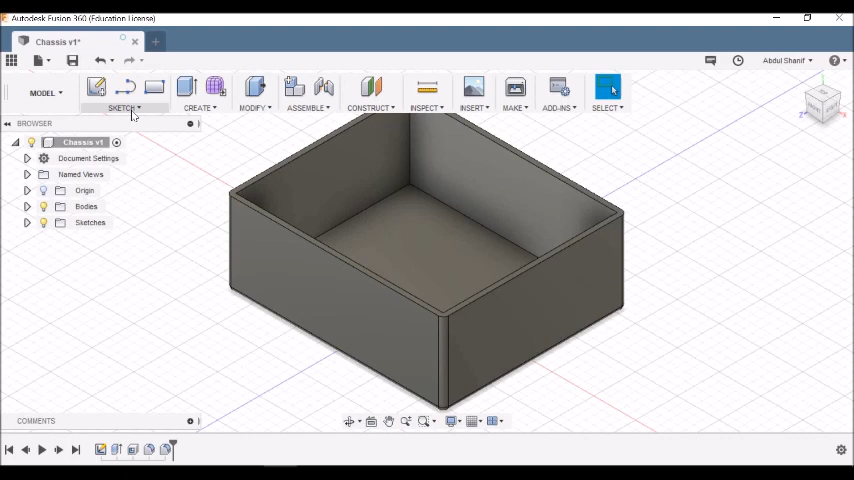 Autodesk Fusion 360 (Education License)
Chassis v1*
Abdul Shanif
MODEL
SKETCH
CREATE
MODIFY
ASSEMBLE
CONSTRUCT
INSPECT
INSERT
MAKE
ADD-INS
SELECT
BROWSER
Chassis v1
Document Settings
Named Views
Origin
Bodies
Sketches
COMMENTS